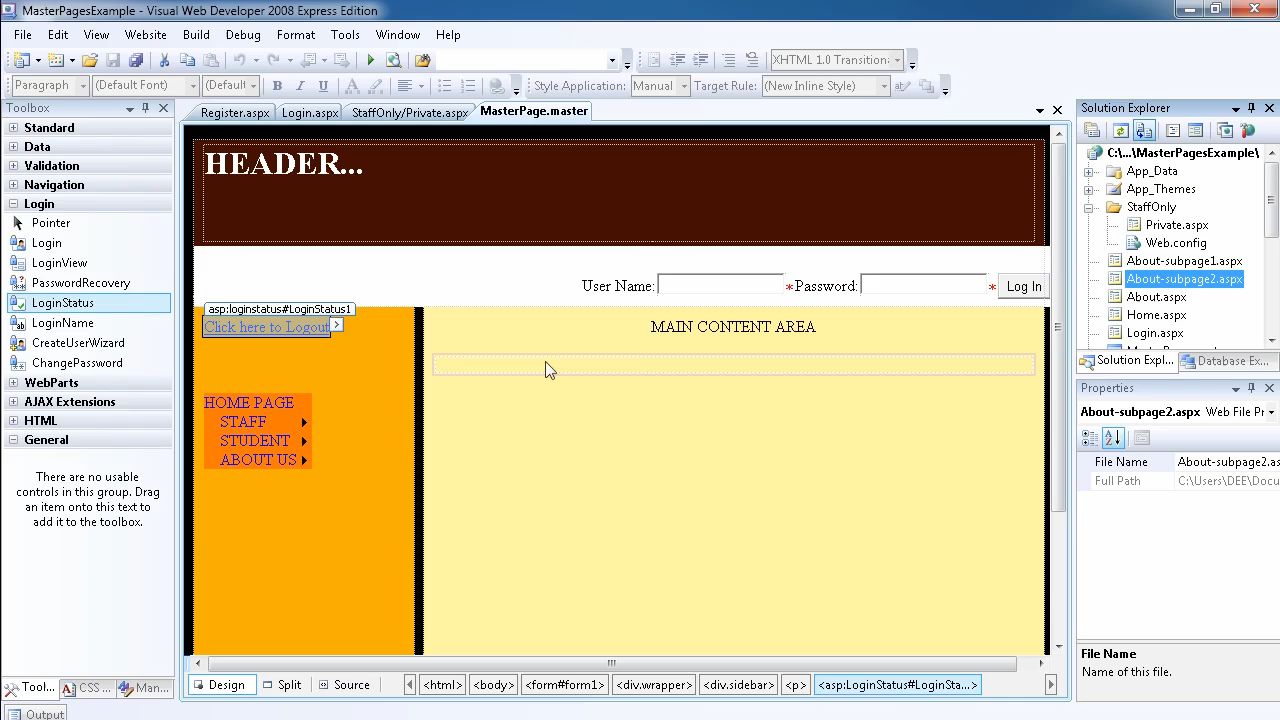 MasterPagesExample - Visual Web Developer 2008 Express Edition
File Edit View Website Build Debug Format Tools Window Help
XHTML 1.0 Transition:
Paragraph (Default Font) (Defaul Style Application: Manual Target Rule: (New Inline Style)
Toolbox
Standard
Data
Validation
Navigation
Login
Pointer
Login
LoginView
PasswordRecovery
LoginStatus
LoginName
CreateUserWizard
ChangePassword
WebParts
AJAX Extensions
HTML
General
There are no usable
controls in this group. Drag
an item onto this text to
add it to the toolbox.
Tool... CSS ... Man...
Output
Register.aspx Login.aspx StaffOnly/Private.aspx MasterPage.master
HEADER...
User Name: * Password: * Log In
asp:loginstatus#LoginStatus1
Click here to Logout
MAIN CONTENT AREA
HOME PAGE
STAFF
STUDENT
ABOUT US
Design Split Source <html> <body> <form#form1> <div.wrapper> <div.sidebar> <p> <asp:LoginStatus#LoginSta...>
Solution Explorer
C:\...\MasterPagesExample\
App_Data
App_Themes
StaffOnly
Private.aspx
Web.config
About-subpage1.aspx
About-subpage2.aspx
About.aspx
Home.aspx
Login.aspx
Solution Expl... Database Ex...
Properties
About-subpage2.aspx Web File Pr
File Name About-subpage2.as
Full Path C:\Users\DEE\Docu
File Name
Name of this file.